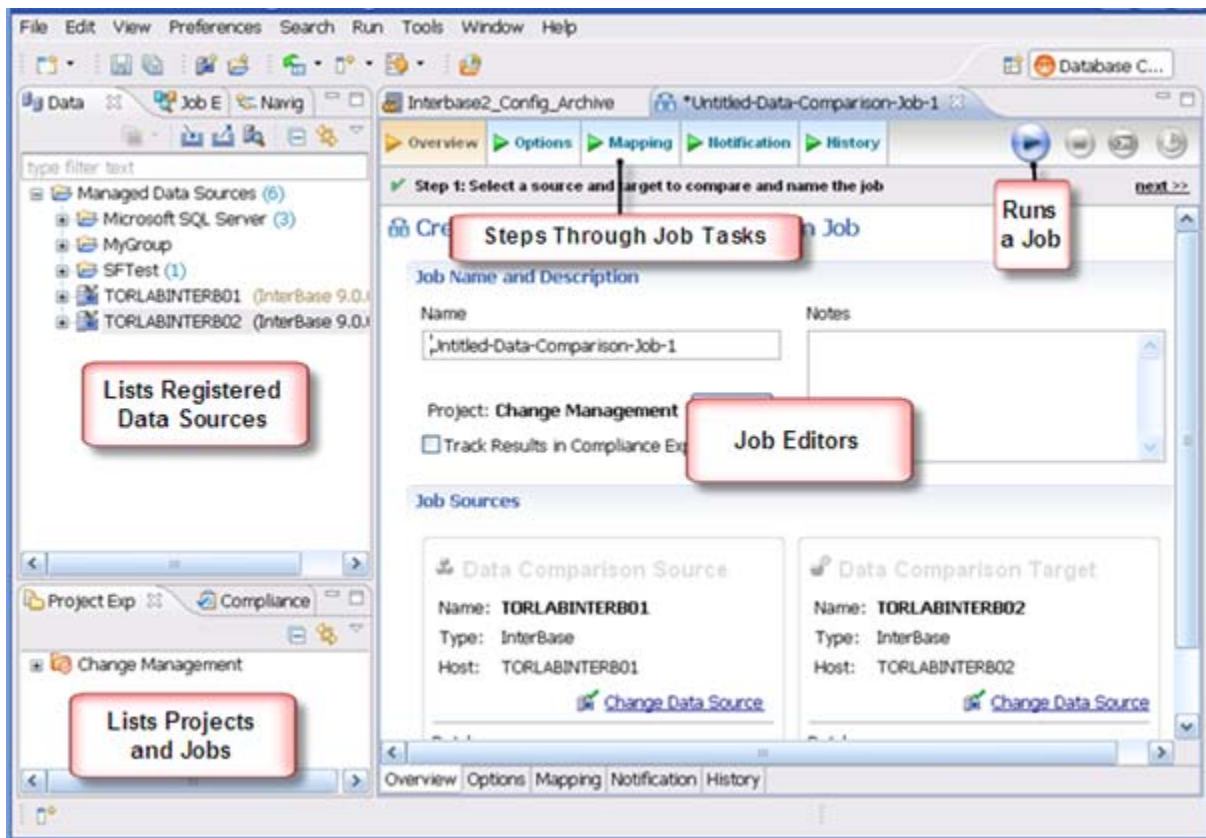 File Edit View Preferences Search Run Tools Window Help
Database C...
Data Job E Navig
Interbase2_Config_Archive *Untitled-Data-Comparison-Job-1
Overview Options Mapping Notification History
type filter text
Step 1: Select a source and target to compare and name the job next >>
Managed Data Sources (6)
Microsoft SQL Server (3)
MyGroup
SFTest (1)
TORLABINTERB01 (InterBase 9.0.
TORLABINTERB02 (InterBase 9.0.
Lists Registered
Data Sources
Steps Through Job Tasks
Runs
a Job
Cre n Job
Job Name and Description
Name Notes
Untitled-Data-Comparison-Job-1
Project: Change Management
Track Results in Compliance Exp
Job Editors
Job Sources
Data Comparison Source
Name: TORLABINTERB01
Type: InterBase
Host: TORLABINTERB01
Change Data Source
Data Comparison Target
Name: TORLABINTERB02
Type: InterBase
Host: TORLABINTERB02
Change Data Source
Project Exp Compliance
Change Management
Lists Projects
and Jobs
Overview Options Mapping Notification History